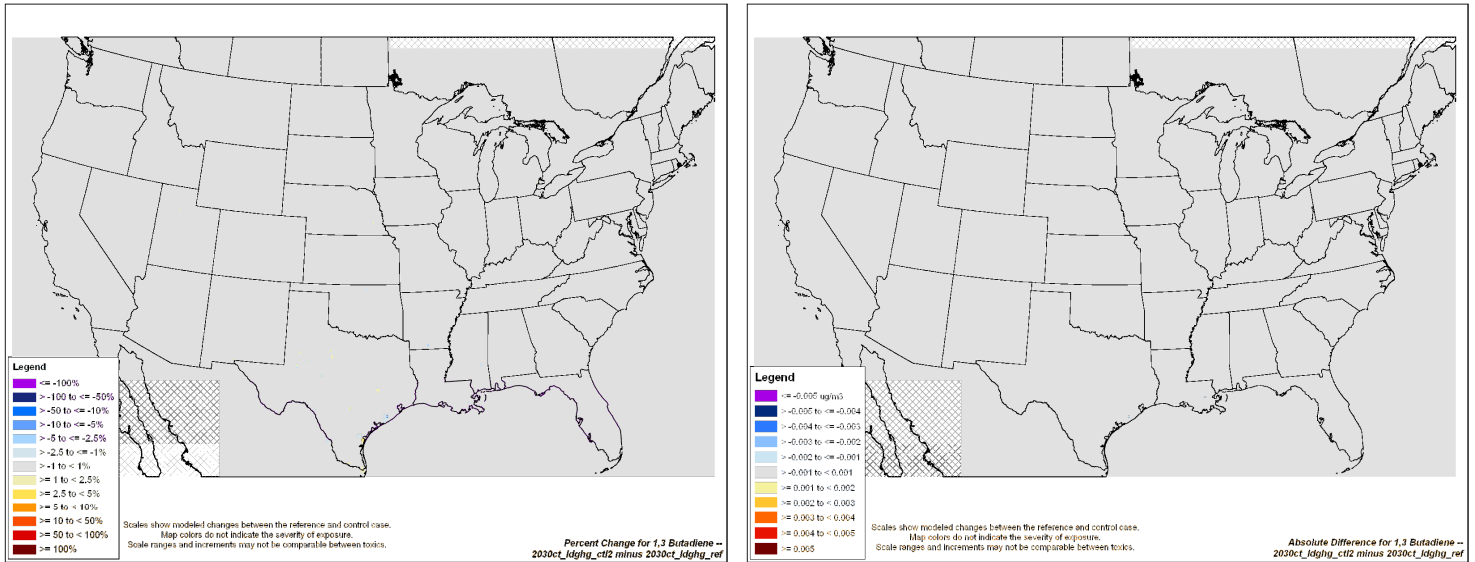 Legend
<= -100%
> -100 to <= -50%
> -50 to <= -10%
> -10 to <= -5%
> -5 to <= -2.5%
> -2.5 to <= -1%
> -1 to < 1%
>= 1 to < 2.5%
>= 2.5 to < 5%
>= 5 to < 10%
>= 10 to < 50%
>= 50 to < 100%
>= 100%
Scales show modeled changes between the reference and control case.
Map colors do not indicate the severity of exposure.
Scale ranges and increments may not be comparable between toxics.
Percent Change for 1,3 Butadiene --
2030ct_ldghg_ctl2 minus 2030ct_ldghg_ref
Legend
<= -0.005 ug/m3
> -0.005 to <= -0.004
> -0.004 to <= -0.003
> -0.003 to <= -0.002
> -0.002 to <= -0.001
> -0.001 to < 0.001
>= 0.001 to < 0.002
>= 0.002 to < 0.003
>= 0.003 to < 0.004
>= 0.004 to < 0.005
>= 0.005
Scales show modeled changes between the reference and control case.
Map colors do not indicate the severity of exposure.
Scale ranges and increments may not be comparable between toxics.
Absolute Difference for 1,3 Butadiene --
2030ct_ldghg_ctl2 minus 2030ct_ldghg_ref